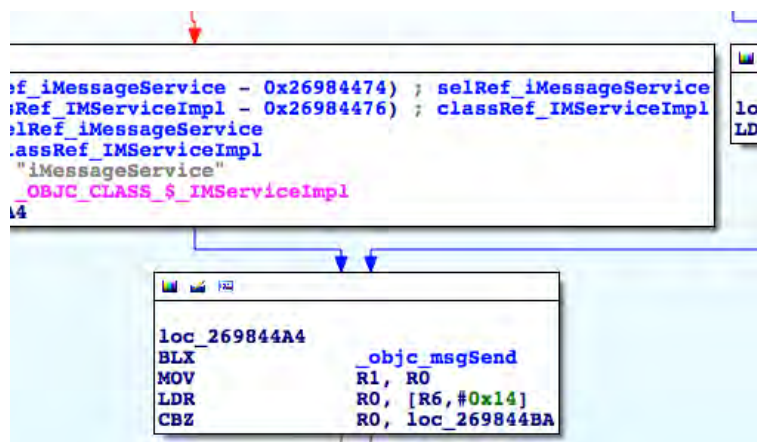 ef_iMessageService - 0x26984474) ; selRef_iMessageService
sRef_IMServiceImpl - 0x26984476) ; classRef_IMServiceImpl
elRef_iMessageService
lassRef_IMServiceImpl
"iMessageService"
_OBJC_CLASS_$_IMServiceImpl
A4
lo
LD
loc_269844A4
BLX _objc_msgSend
MOV R1, R0
LDR R0, [R6,#0x14]
CBZ R0, loc_269844BA